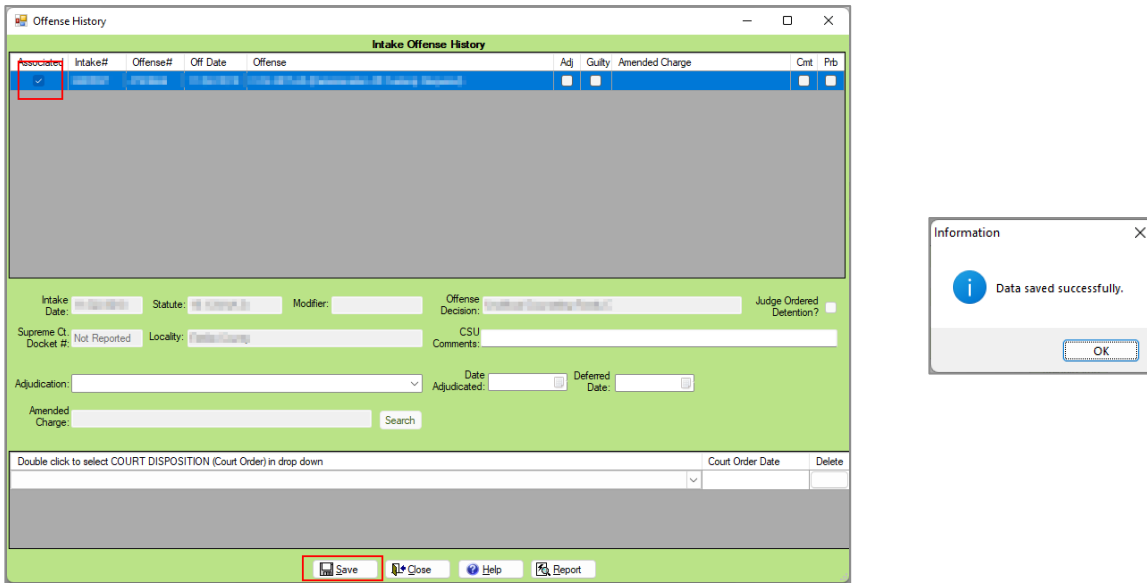 Offense History
Intake Offense History
Associated Intake# Offense# Off Date Offense Adj Guilty Amended Charge Cmt Prb
Intake Date: Statute: Modifier: Offense Decision: Judge Ordered Detention?
Supreme Ct. Docket #: Not Reported Locality: CSU Comments:
Adjudication: Date Adjudicated: Deferred Date:
Amended Charge: Search
Double click to select COURT DISPOSITION (Court Order) in drop down Court Order Date Delete
Save Close Help Report
Information
Data saved successfully.
OK